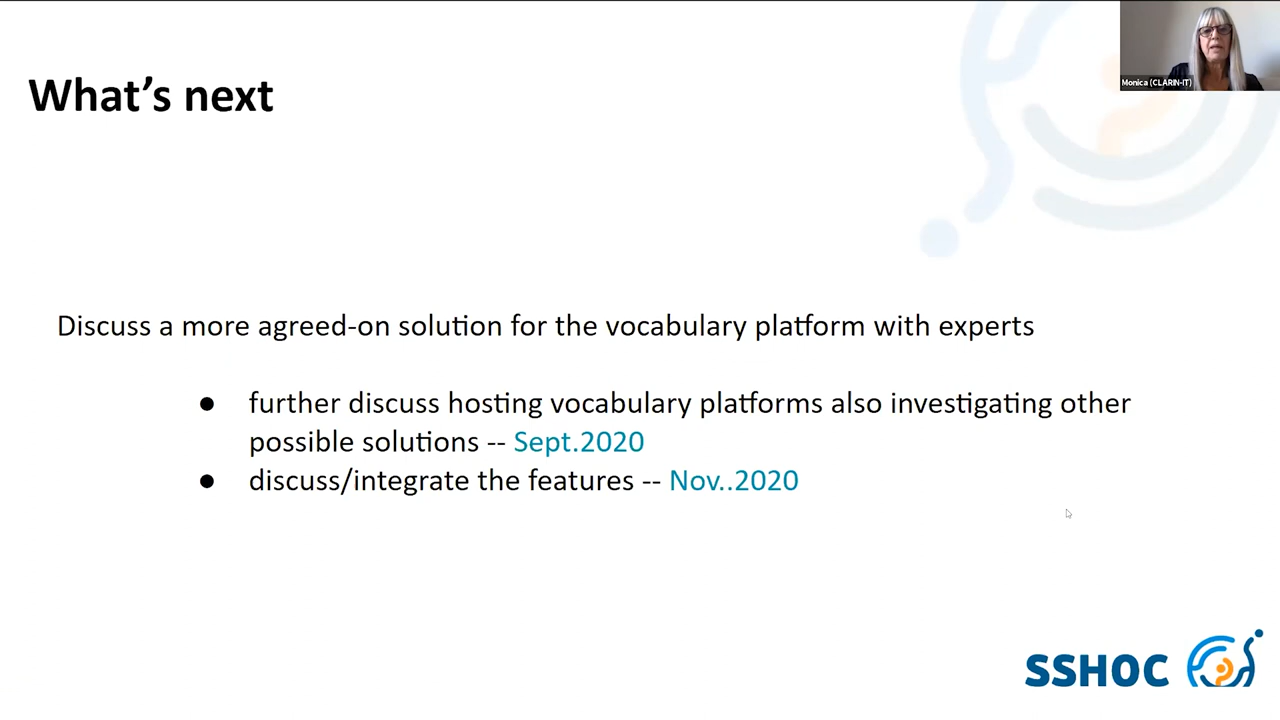 Monica (CLARIN-IT)
What's next
Discuss a more agreed-on solution for the vocabulary platform with experts
● further discuss hosting vocabulary platforms also investigating other
possible solutions -- Sept.2020
● discuss/integrate the features -- Nov..2020
SSHOC